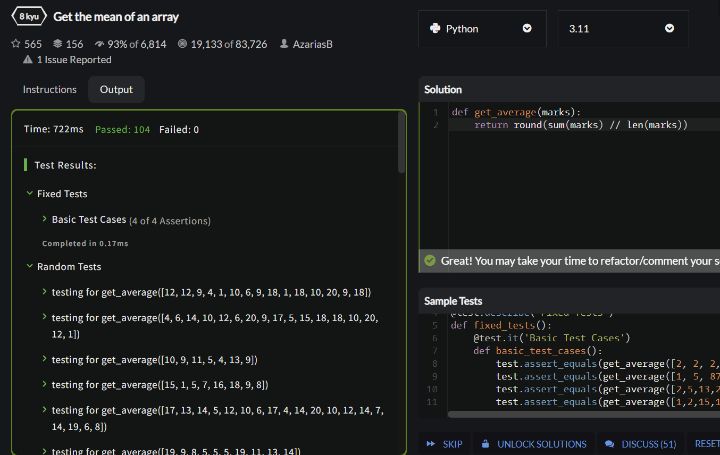 8 kyu Get the mean of an array
565 156 93% of 6,814 19,133 of 83,726 AzariasB
1 Issue Reported
Python 3.11
Instructions Output
Time: 722ms Passed: 104 Failed: 0
Test Results:
Fixed Tests
Basic Test Cases (4 of 4 Assertions)
Completed in 0.17ms
Random Tests
testing for get_average([12, 12, 9, 4, 1, 10, 6, 9, 18, 1, 18, 10, 20, 9, 18])
testing for get_average([4, 6, 14, 10, 12, 6, 20, 9, 17, 5, 15, 18, 18, 10, 20,
12, 1])
testing for get_average([10, 9, 11, 5, 4, 13, 9])
testing for get_average([15, 1, 5, 7, 16, 18, 9, 8])
testing for get_average([17, 13, 14, 5, 12, 10, 6, 17, 4, 14, 20, 10, 12, 14, 7,
14, 19, 6, 8])
testing for get_average([19, 9, 8, 5, 5, 5, 19, 11, 13, 14])
Solution
1 def get_average(marks):
2 return round(sum(marks) // len(marks))
Great! You may take your time to refactor/comment your s
Sample Tests
@test.describe("Fixed Tests")
5 def fixed_tests():
6 @test.it('Basic Test Cases')
7 def basic_test_cases():
8 test.assert_equals(get_average([2, 2, 2,
9 test.assert_equals(get_average([1, 5, 87
10 test.assert_equals(get_average([2,5,13,2
11 test.assert_equals(get_average([1,2,15,1
SKIP UNLOCK SOLUTIONS DISCUSS (51) RESET